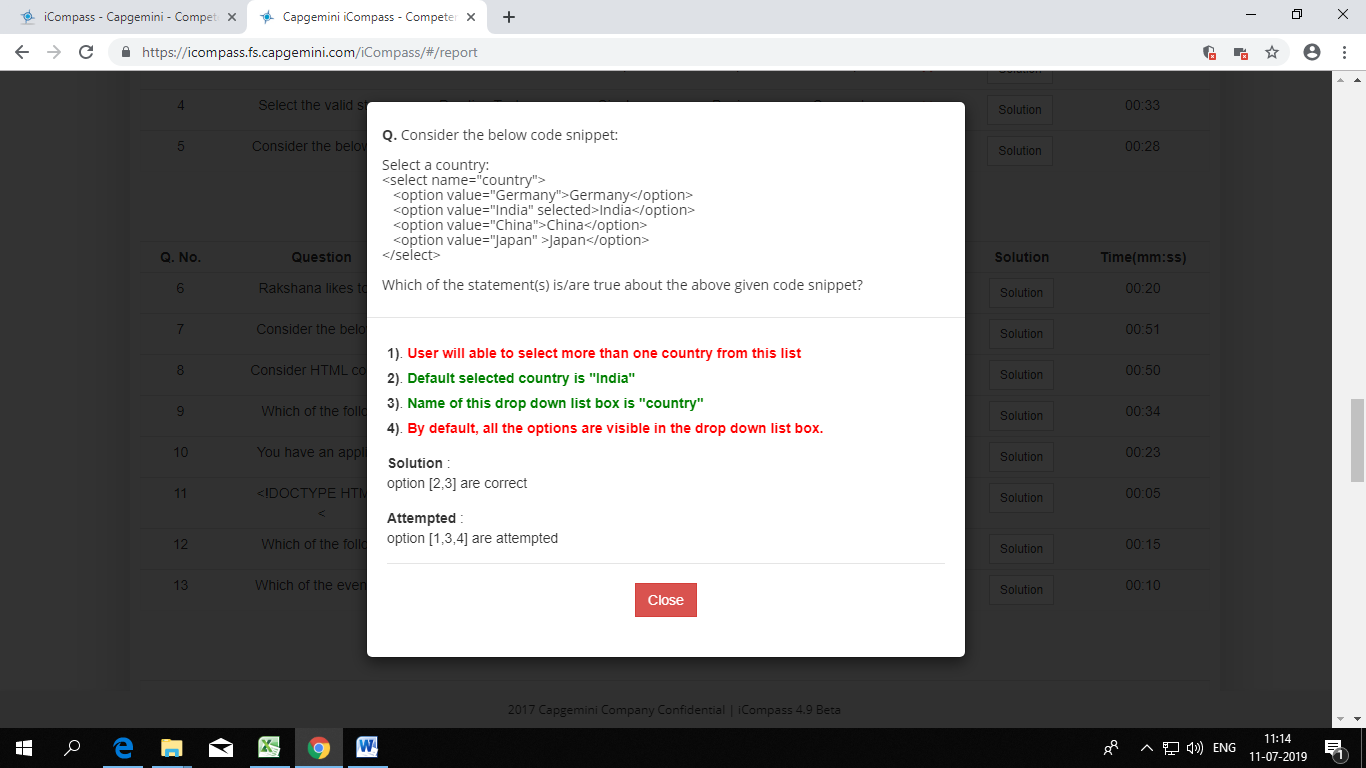 iCompass - Capgemini - Compet
Capgemini iCompass - Competen
https://icompass.fs.capgemini.com/iCompass/#/report
4 Select the valid st 00:33
Solution
5 Consider the below 00:28
Solution
Q. Consider the below code snippet:
Select a country:
<select name="country">
<option value="Germany">Germany</option>
<option value="India" selected>India</option>
<option value="China">China</option>
<option value="Japan" >Japan</option>
</select>
Which of the statement(s) is/are true about the above given code snippet?
1). User will able to select more than one country from this list
2). Default selected country is "India"
3). Name of this drop down list box is "country"
4). By default, all the options are visible in the drop down list box.
Solution :
option [2,3] are correct
Attempted :
option [1,3,4] are attempted
Close
Q. No. Question Solution Time(mm:ss)
6 Rakshana likes to Solution 00:20
7 Consider the belo Solution 00:51
8 Consider HTML co Solution 00:50
9 Which of the follo Solution 00:34
10 You have an appli Solution 00:23
11 <!DOCTYPE HTM Solution 00:05
<
12 Which of the follo Solution 00:15
13 Which of the even Solution 00:10
2017 Capgemini Company Confidential | iCompass 4.9 Beta
ENG
11:14
11-07-2019
1